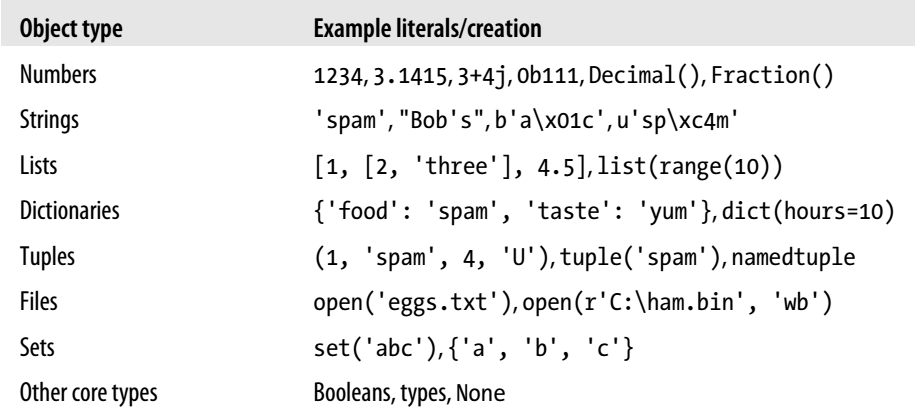 Object type Example literals/creation
Numbers 1234, 3.1415, 3+4j, 0b111, Decimal(), Fraction()
Strings 'spam', "Bob's", b'a\x01c', u'sp\xc4m'
Lists [1, [2, 'three'], 4.5], list(range(10))
Dictionaries {'food': 'spam', 'taste': 'yum'}, dict(hours=10)
Tuples (1, 'spam', 4, 'U'), tuple('spam'), namedtuple
Files open('eggs.txt'), open(r'C:\ham.bin', 'wb')
Sets set('abc'), {'a', 'b', 'c'}
Other core types Booleans, types, None